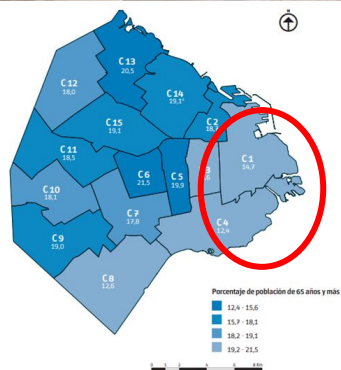 C 13
20,5
C 12
18,0
C 14
19,1
C 2
C 15
19,1
C 1
14,7
C 11
18,5
C 6
21,5
C 5
19,9
C 10
18,1
C 7
17,8
C 4
12,4
C 9
19,0
C 8
12,6
Porcentaje de población de 65 años y más
12,4 - 15,6
15,7 - 18,1
18,2 - 19,1
19,2 - 21,5